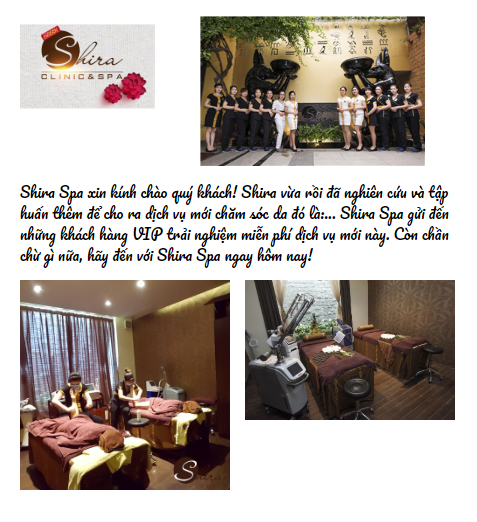 Shira
CLINIC&SPA
Shira Spa xin kính chào quý khách! Shira vừa rồi đã nghiên cứu và tập
huấn thêm để cho ra dịch vụ mới chăm sóc da đó là:... Shira Spa gửi đến
những khách hàng VIP trải nghiệm miễn phí dịch vụ mới này. Còn chần
chừ gì nữa, hãy đến với Shira Spa ngay hôm nay!
Shira